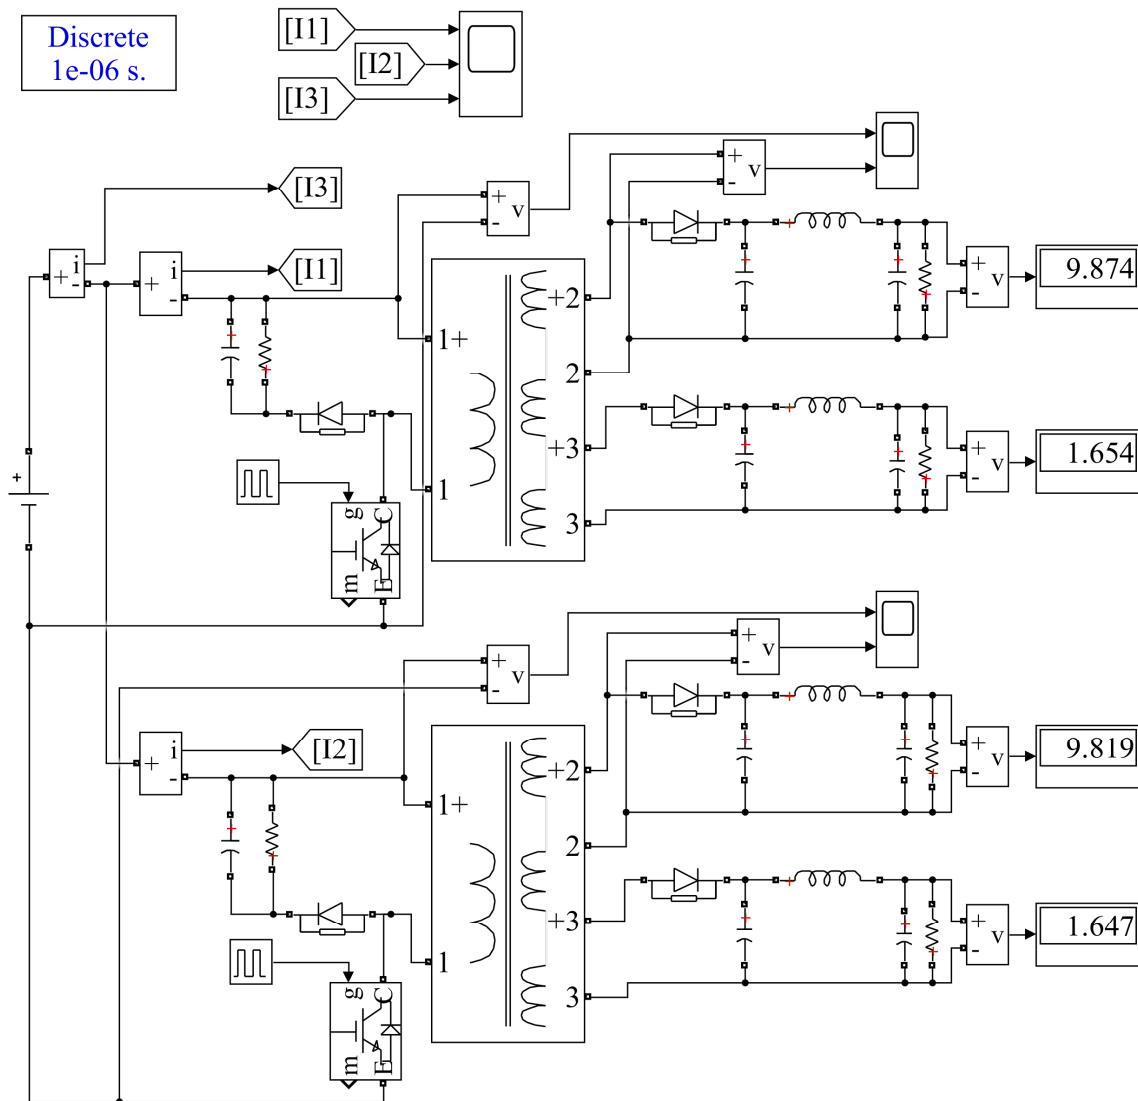 Discrete
1e-06 s.
[I1]
[I2]
[I3]
[I3]
+ v -
+ v -
+ i -
+ i -
[I1]
+
1+
1
+2
2
+3
3
+ v -
9.874
+ v -
1.654
g C
m E
+ v -
+ v -
+ i -
[I2]
1+
1
+2
2
+3
3
+ v -
9.819
+ v -
1.647
g C
m E